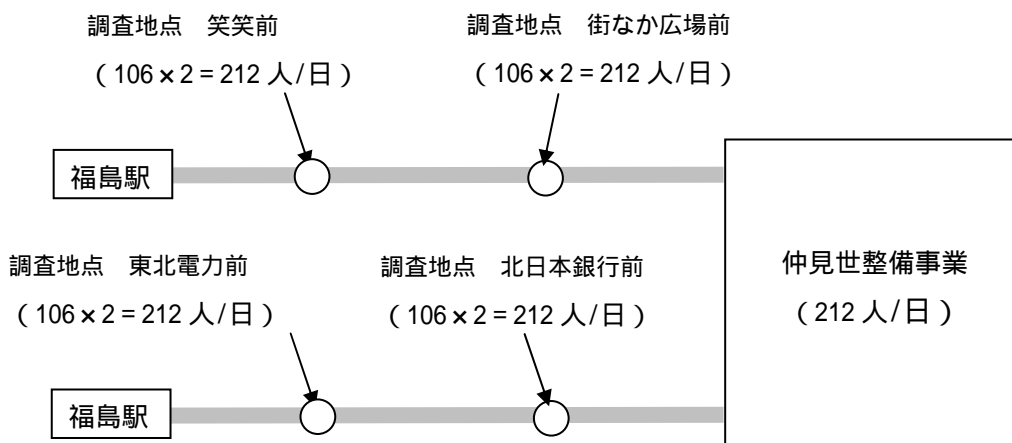 調査地点　笑笑前
（106×2＝212 人/日）
調査地点　街なか広場前
（106×2＝212 人/日）
福島駅
調査地点　東北電力前
（106×2＝212 人/日）
調査地点　北日本銀行前
（106×2＝212 人/日）
仲見世整備事業
（212 人/日）
福島駅